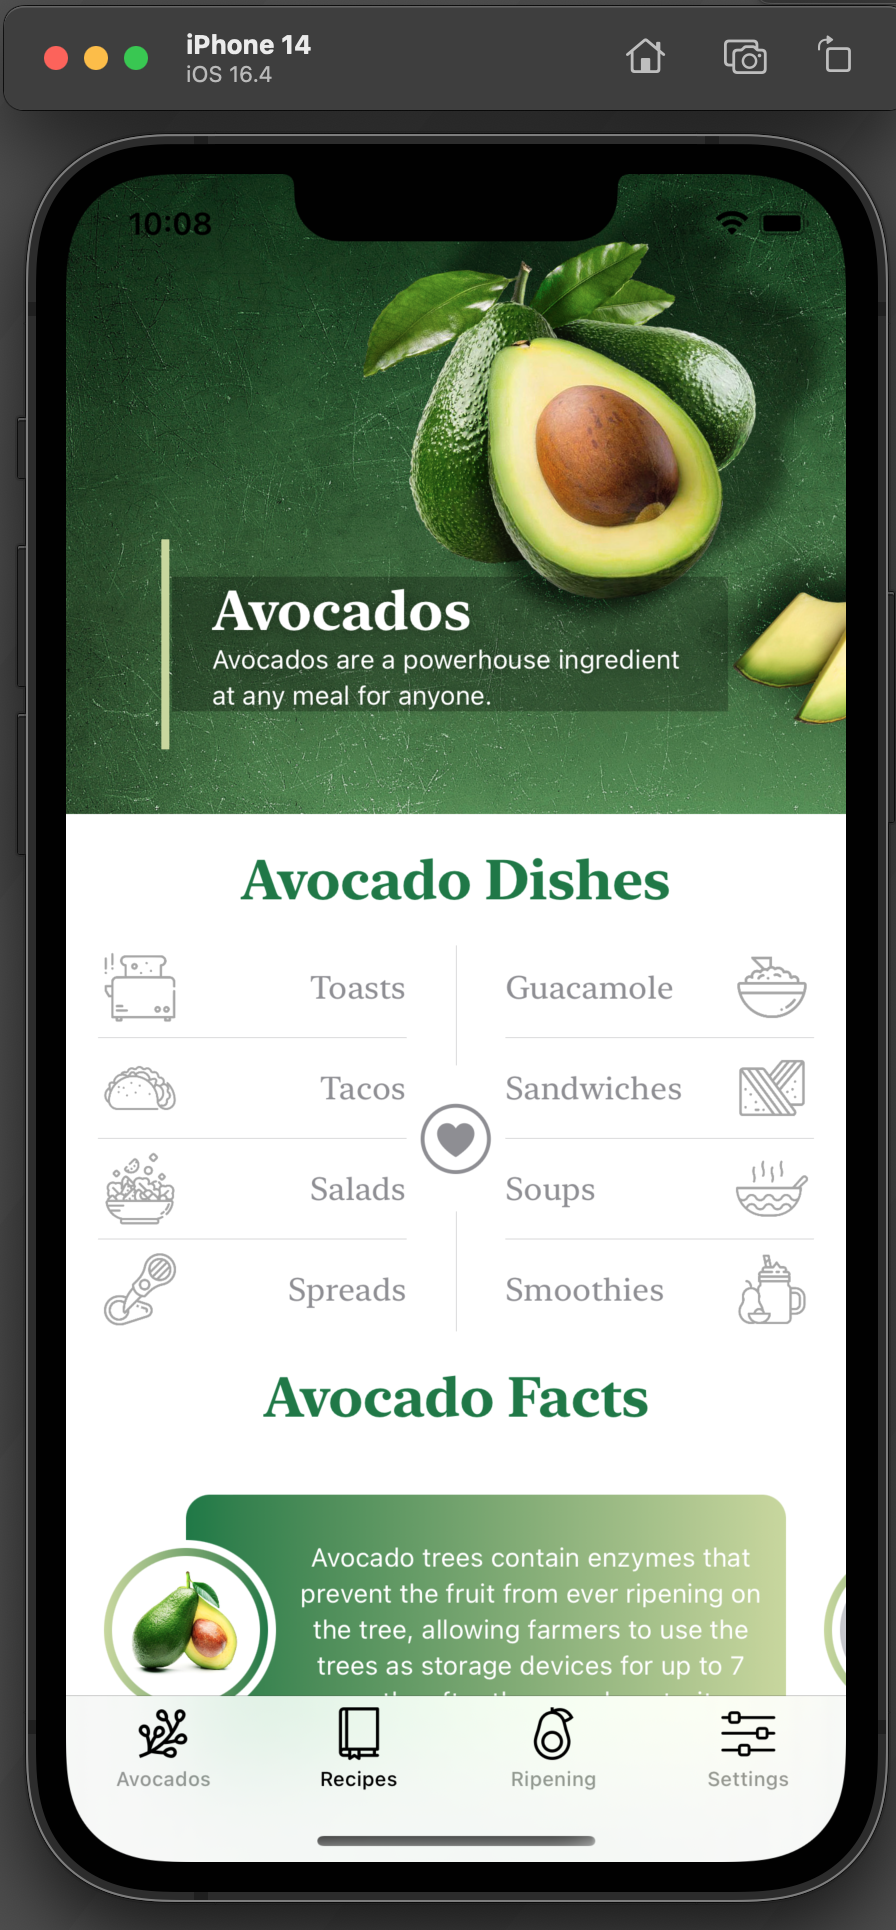 iPhone 14
iOS 16.4
10:08
Avocados
Avocados are a powerhouse ingredient
at any meal for anyone.
Avocado Dishes
Toasts
Guacamole
Tacos
Sandwiches
Salads
Soups
Spreads
Smoothies
Avocado Facts
Avocado trees contain enzymes that
prevent the fruit from ever ripening on
the tree, allowing farmers to use the
trees as storage devices for up to 7
Avocados
Recipes
Ripening
Settings